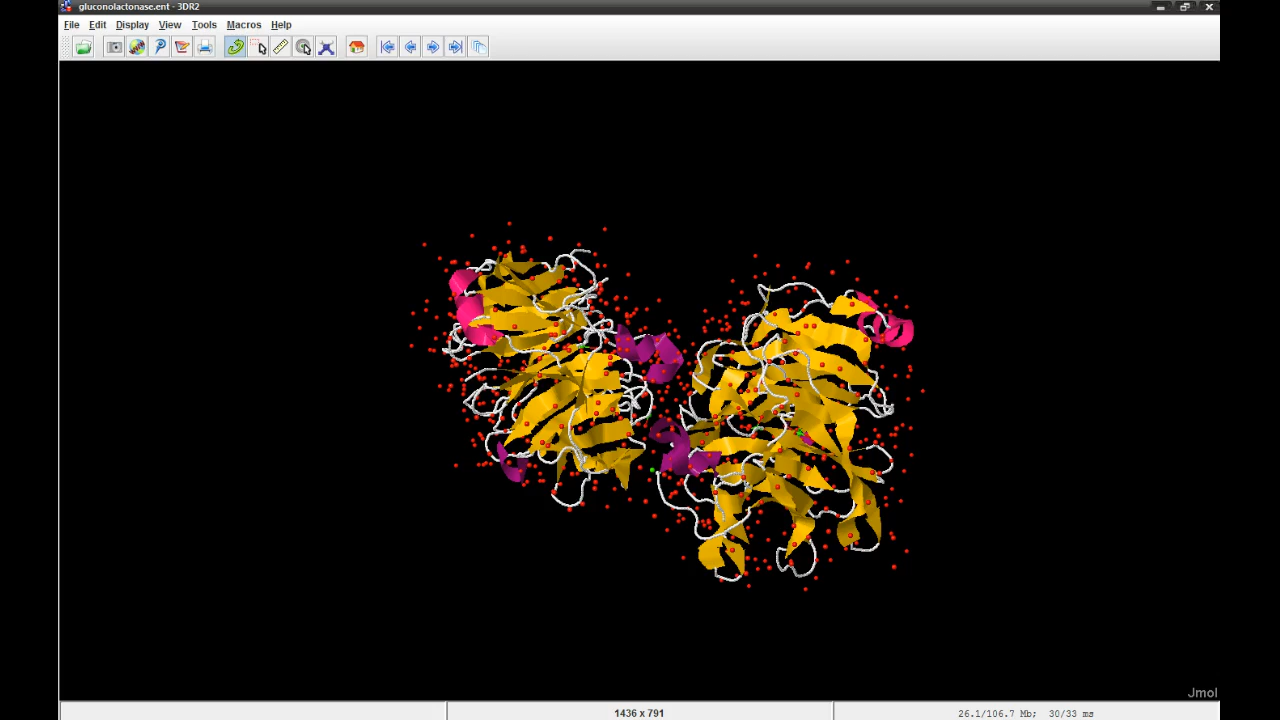 gluconolactonase.ent - 3DR2
File Edit Display View Tools Macros Help
Jmol
1436 x 791
26.1/106.7 Mb; 30/33 ms